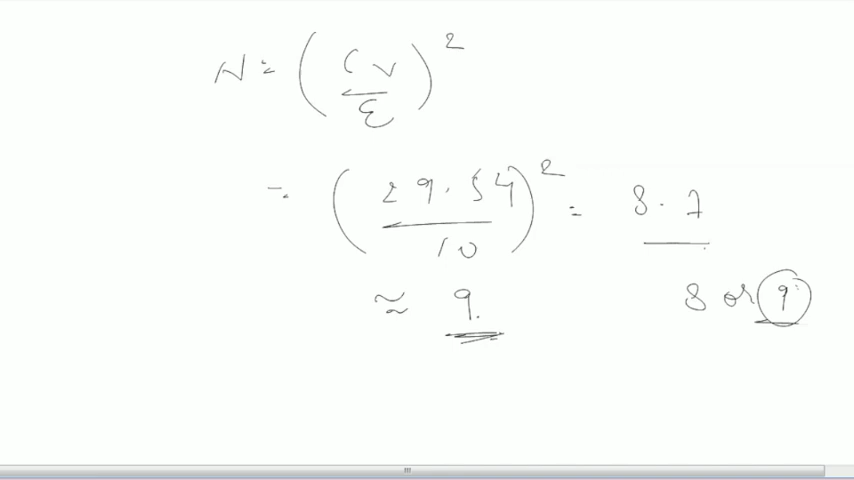 N = (Cv/ε)²
= (29.54/10)² = 8.7
≈ 9. 8 or 9